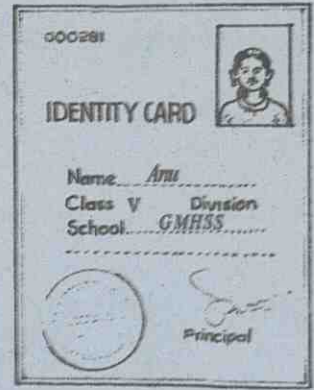 000281
IDENTITY CARD
Name Anu
Class V Division
School GMHSS
Principal